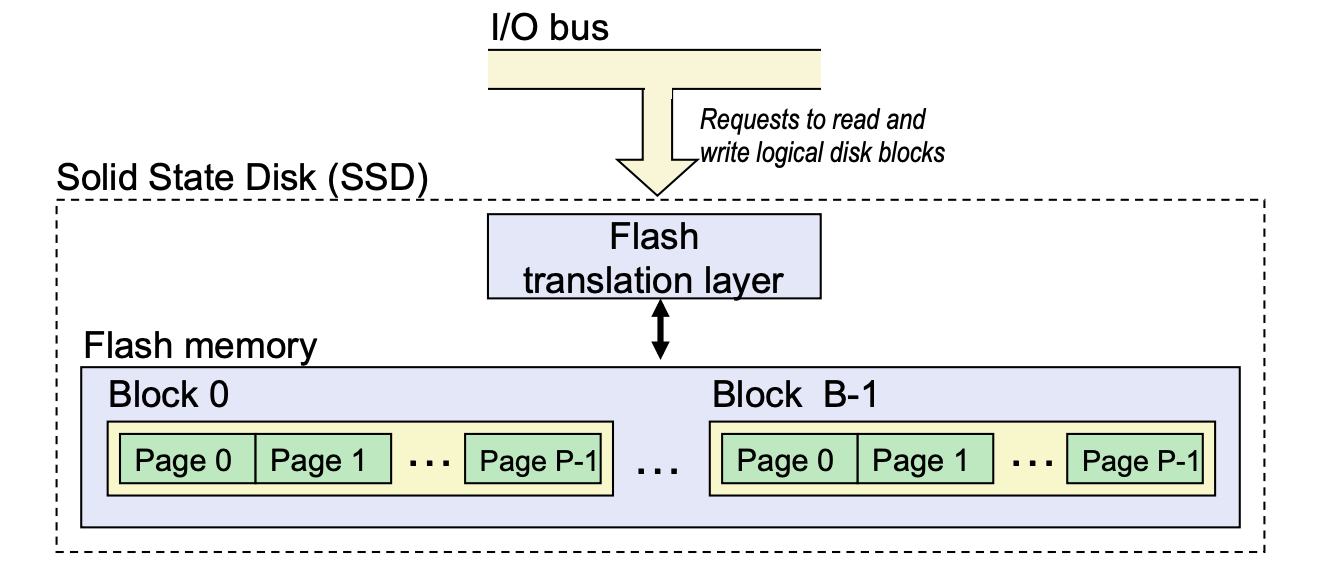 I/O bus
Requests to read and
write logical disk blocks
Solid State Disk (SSD)
Flash
translation layer
Flash memory
Block 0
Block B-1
Page 0 Page 1 ... Page P-1 ... Page 0 Page 1 ... Page P-1